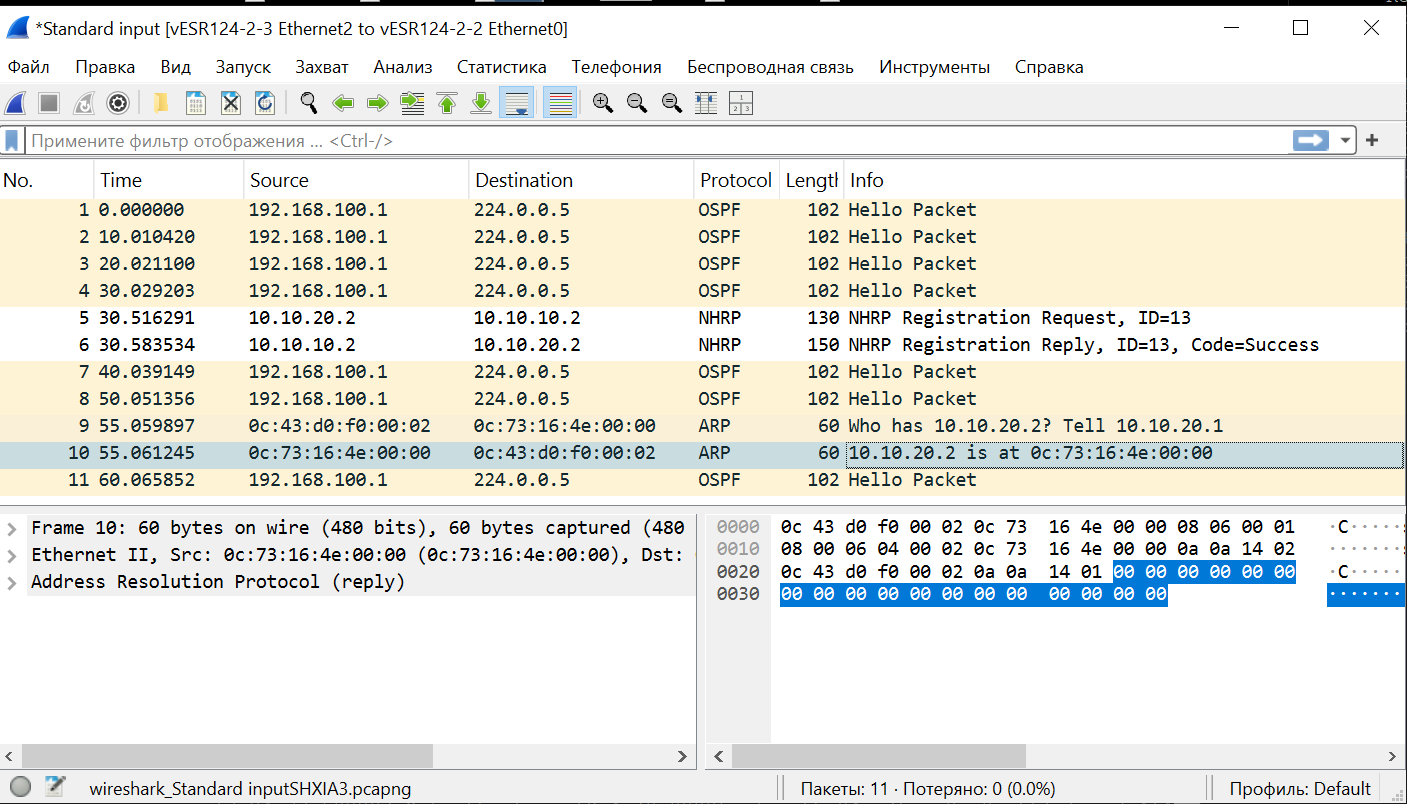 *Standard input [vESR124-2-3 Ethernet2 to vESR124-2-2 Ethernet0]
Файл Правка Вид Запуск Захват Анализ Статистика Телефония Беспроводная связь Инструменты Справка
Примените фильтр отображения ... <Ctrl-/>
No. Time Source Destination Protocol Length Info
1 0.000000 192.168.100.1 224.0.0.5 OSPF 102 Hello Packet
2 10.010420 192.168.100.1 224.0.0.5 OSPF 102 Hello Packet
3 20.021100 192.168.100.1 224.0.0.5 OSPF 102 Hello Packet
4 30.029203 192.168.100.1 224.0.0.5 OSPF 102 Hello Packet
5 30.516291 10.10.20.2 10.10.10.2 NHRP 130 NHRP Registration Request, ID=13
6 30.583534 10.10.10.2 10.10.20.2 NHRP 150 NHRP Registration Reply, ID=13, Code=Success
7 40.039149 192.168.100.1 224.0.0.5 OSPF 102 Hello Packet
8 50.051356 192.168.100.1 224.0.0.5 OSPF 102 Hello Packet
9 55.059897 0c:43:d0:f0:00:02 0c:73:16:4e:00:00 ARP 60 Who has 10.10.20.2? Tell 10.10.20.1
10 55.061245 0c:73:16:4e:00:00 0c:43:d0:f0:00:02 ARP 60 10.10.20.2 is at 0c:73:16:4e:00:00
11 60.065852 192.168.100.1 224.0.0.5 OSPF 102 Hello Packet
Frame 10: 60 bytes on wire (480 bits), 60 bytes captured (480
Ethernet II, Src: 0c:73:16:4e:00:00 (0c:73:16:4e:00:00), Dst:
Address Resolution Protocol (reply)
0000 0c 43 d0 f0 00 02 0c 73 16 4e 00 00 08 06 00 01 ·C·····s
0010 08 00 06 04 00 02 0c 73 16 4e 00 00 0a 0a 14 02 ·······s
0020 0c 43 d0 f0 00 02 0a 0a 14 01 00 00 00 00 00 00 ·C·····
0030 00 00 00 00 00 00 00 00 00 00 00 00 ·······
wireshark_Standard inputSHXIA3.pcapng Пакеты: 11 · Потеряно: 0 (0.0%) Профиль: Default